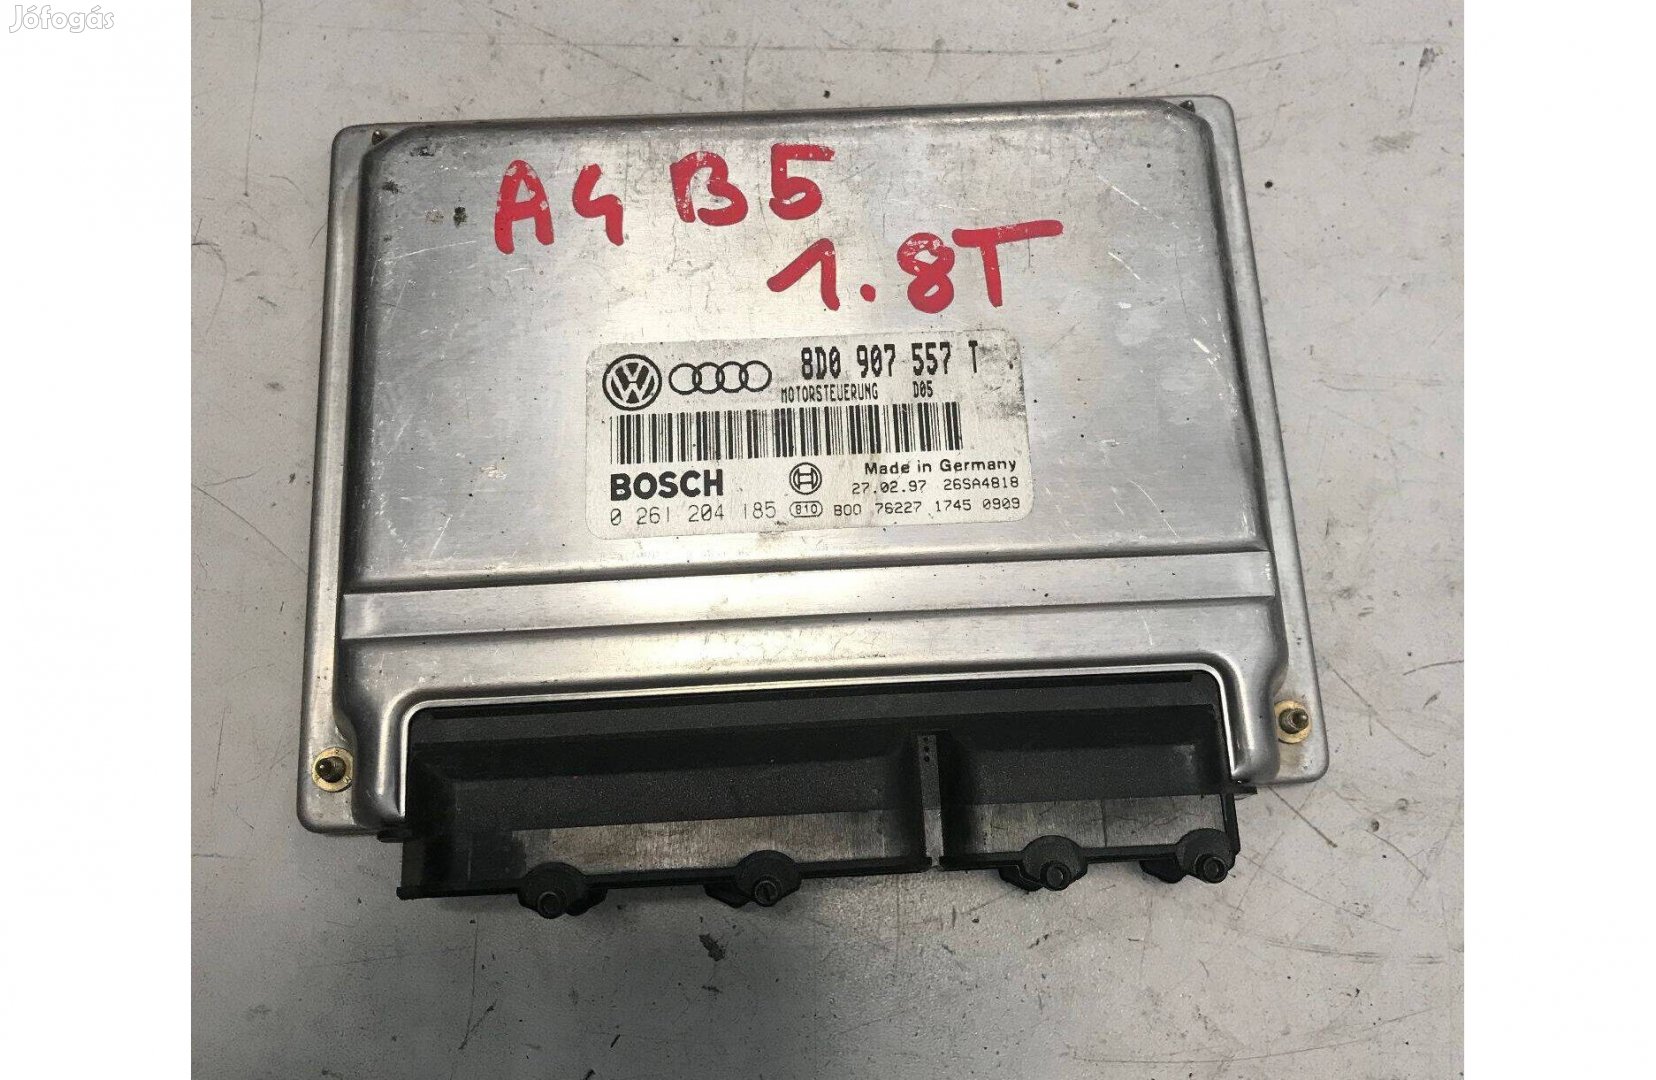 Jófogás
A4 B5
1.8T
8D0 907 557 T
MOTORSTEUERUNG D05
BOSCH
Made in Germany
27.02.97 26SA4818
0 261 204 185 810 B00 76227 1745 0909